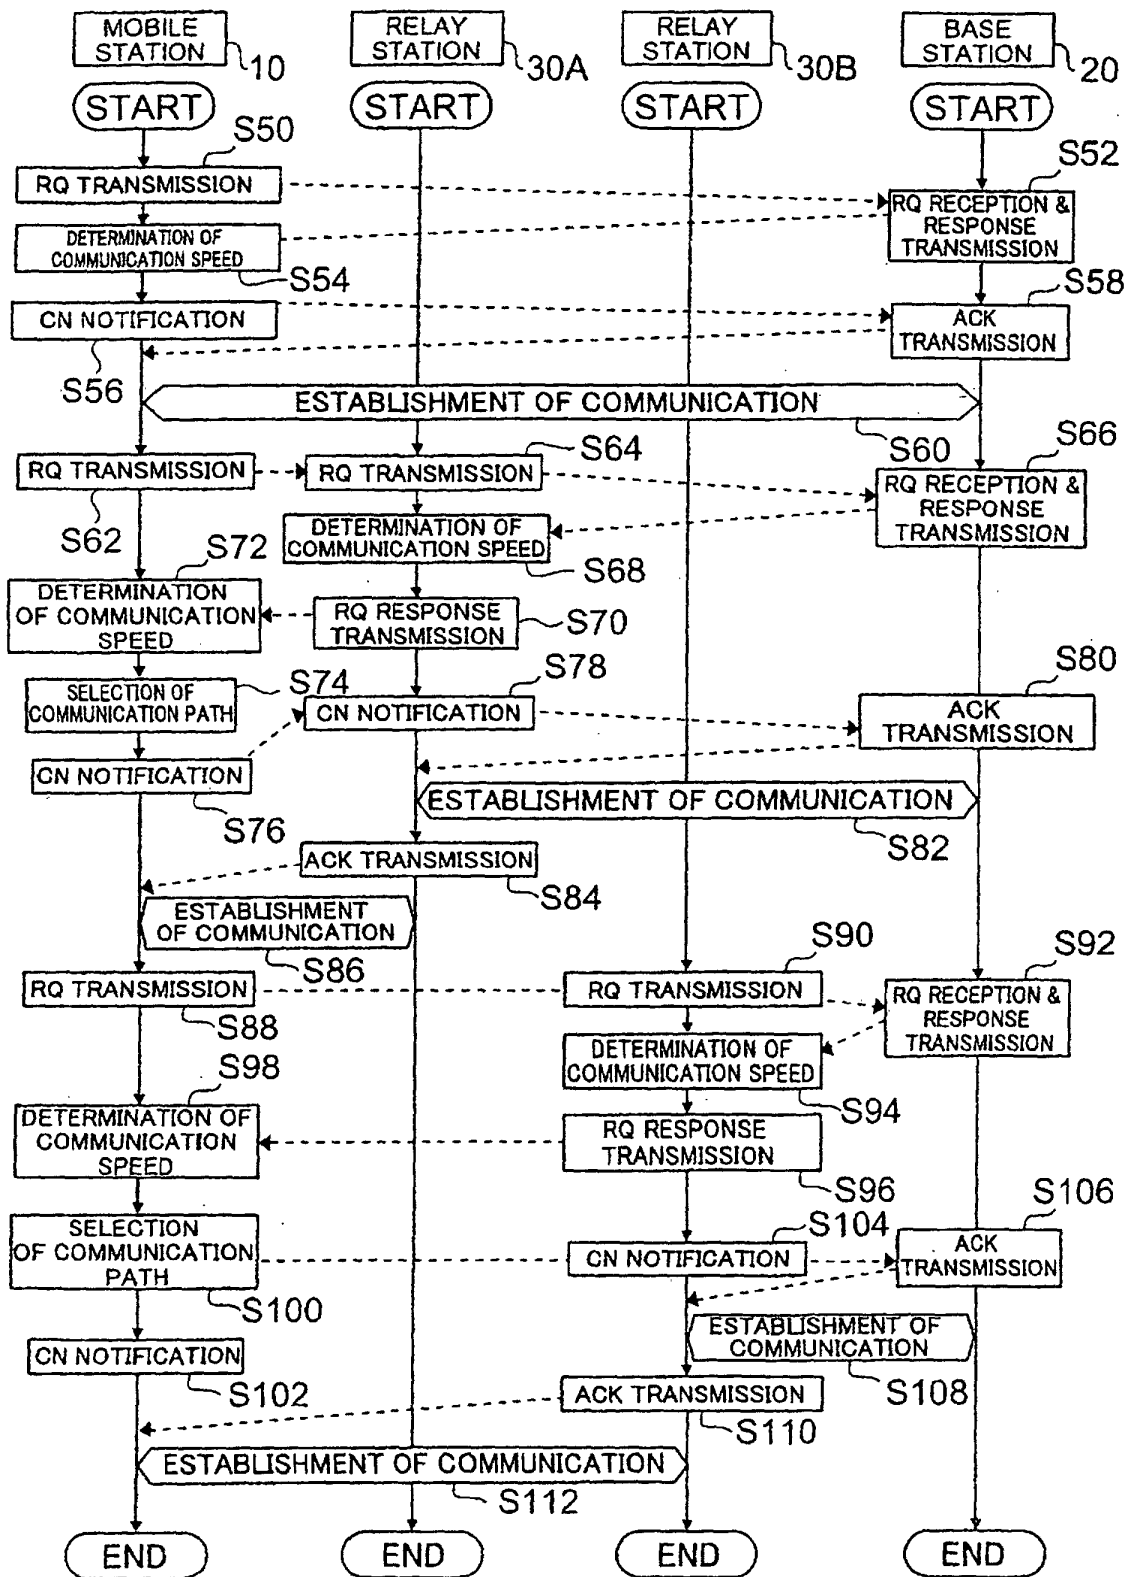 MOBILE
STATION
10
RELAY
STATION
30A
RELAY
STATION
30B
BASE
STATION
20
START
START
START
START
S50
RQ TRANSMISSION
S52
RQ RECEPTION &
RESPONSE
TRANSMISSION
DETERMINATION OF
COMMUNICATION SPEED
S54
S58
CN NOTIFICATION
ACK
TRANSMISSION
S56
ESTABLISHMENT OF COMMUNICATION
S60
S64
S66
RQ TRANSMISSION
RQ TRANSMISSION
RQ RECEPTION &
RESPONSE
TRANSMISSION
S62
DETERMINATION OF
COMMUNICATION SPEED
S68
S72
DETERMINATION
OF COMMUNICATION
SPEED
RQ RESPONSE
TRANSMISSION
S70
S74
SELECTION OF
COMMUNICATION PATH
S78
CN NOTIFICATION
S80
ACK
TRANSMISSION
CN NOTIFICATION
S76
ESTABLISHMENT OF COMMUNICATION
S82
ACK TRANSMISSION
S84
ESTABLISHMENT
OF COMMUNICATION
S86
S90
S92
RQ TRANSMISSION
S88
RQ TRANSMISSION
RQ RECEPTION &
RESPONSE
TRANSMISSION
DETERMINATION OF
COMMUNICATION SPEED
S94
S98
DETERMINATION OF
COMMUNICATION
SPEED
RQ RESPONSE
TRANSMISSION
S96
S106
S104
SELECTION
OF COMMUNICATION
PATH
S100
CN NOTIFICATION
ACK
TRANSMISSION
ESTABLISHMENT OF
COMMUNICATION
S108
CN NOTIFICATION
S102
ACK TRANSMISSION
S110
ESTABLISHMENT OF COMMUNICATION
S112
END
END
END
END